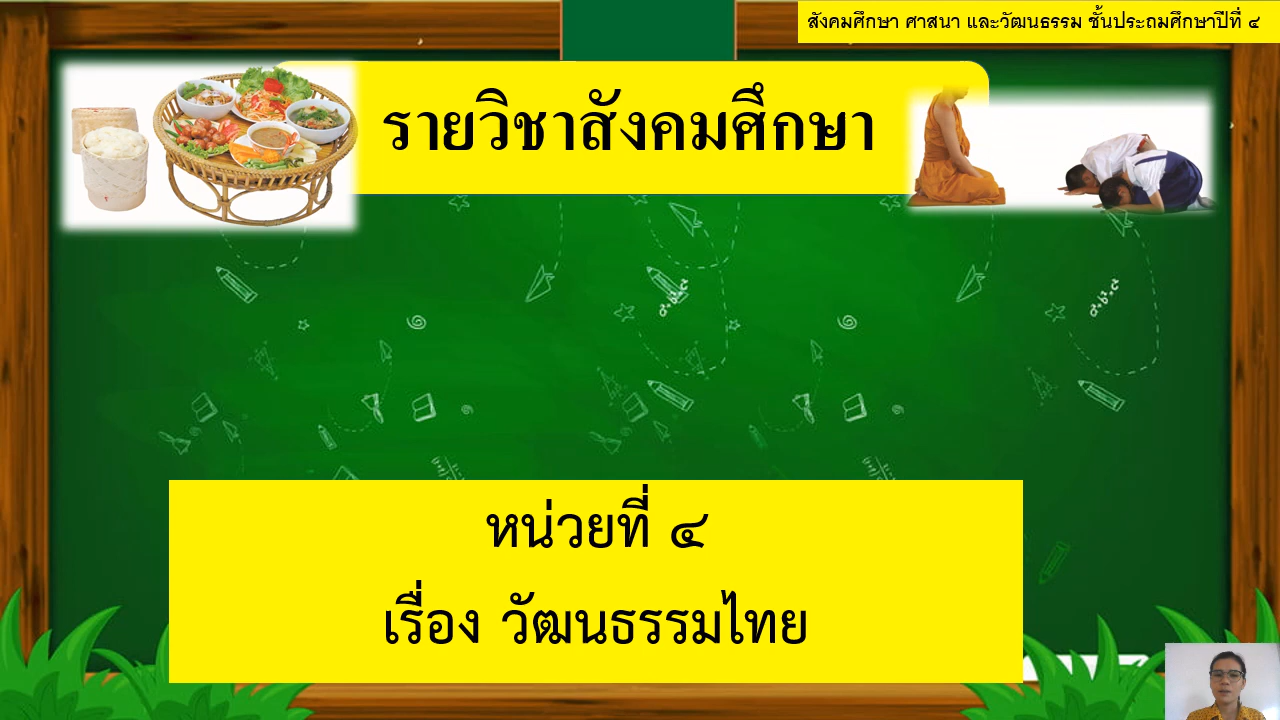 สังคมศึกษา ศาสนา และวัฒนธรรม ชั้นประถมศึกษาปีที่ ๔
รายวิชาสังคมศึกษา
หน่วยที่ ๔
เรื่อง วัฒนธรรมไทย